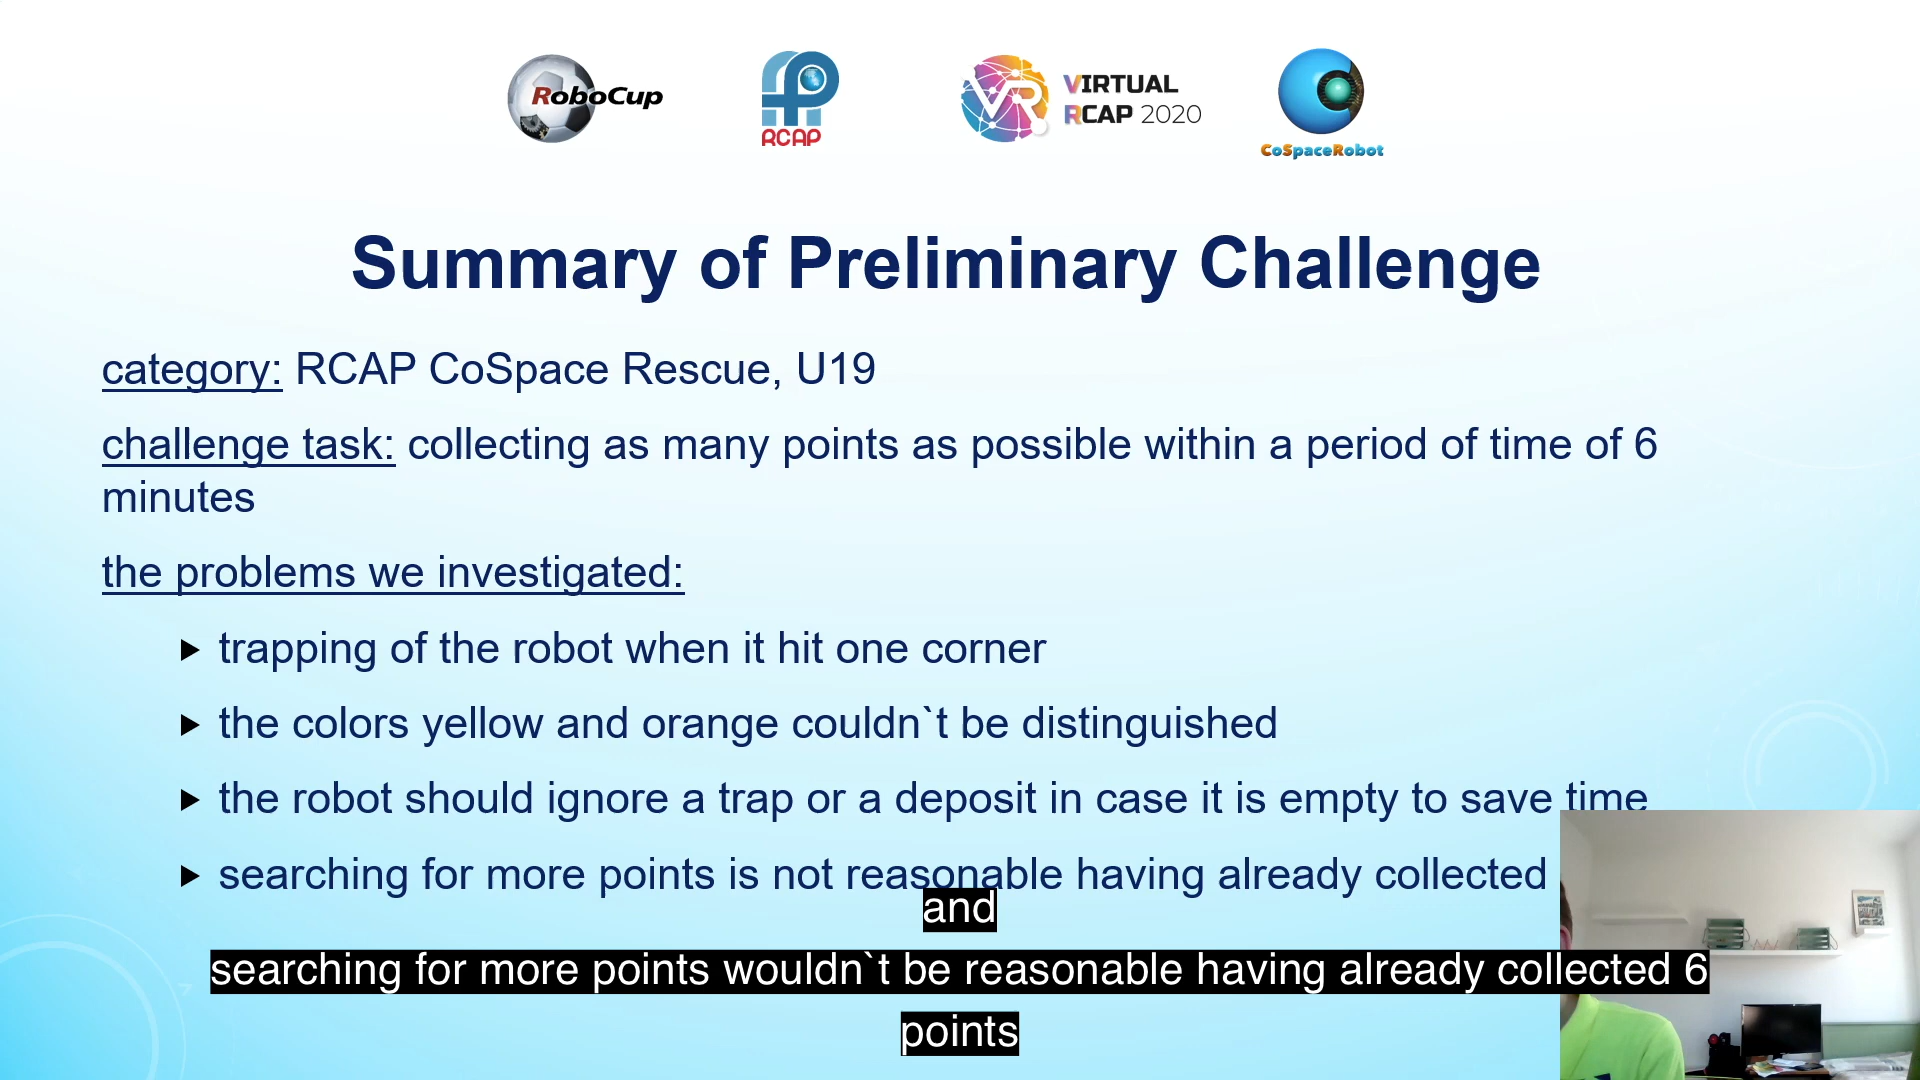 RoboCup
RCAP
VIRTUAL
RCAP 2020
CoSpaceRobot
Summary of Preliminary Challenge
category: RCAP CoSpace Rescue, U19
challenge task: collecting as many points as possible within a period of time of 6
minutes
the problems we investigated:
trapping of the robot when it hit one corner
the colors yellow and orange couldn`t be distinguished
the robot should ignore a trap or a deposit in case it is empty to save time
searching for more points is not reasonable having already collected
and
searching for more points wouldn`t be reasonable having already collected 6
points